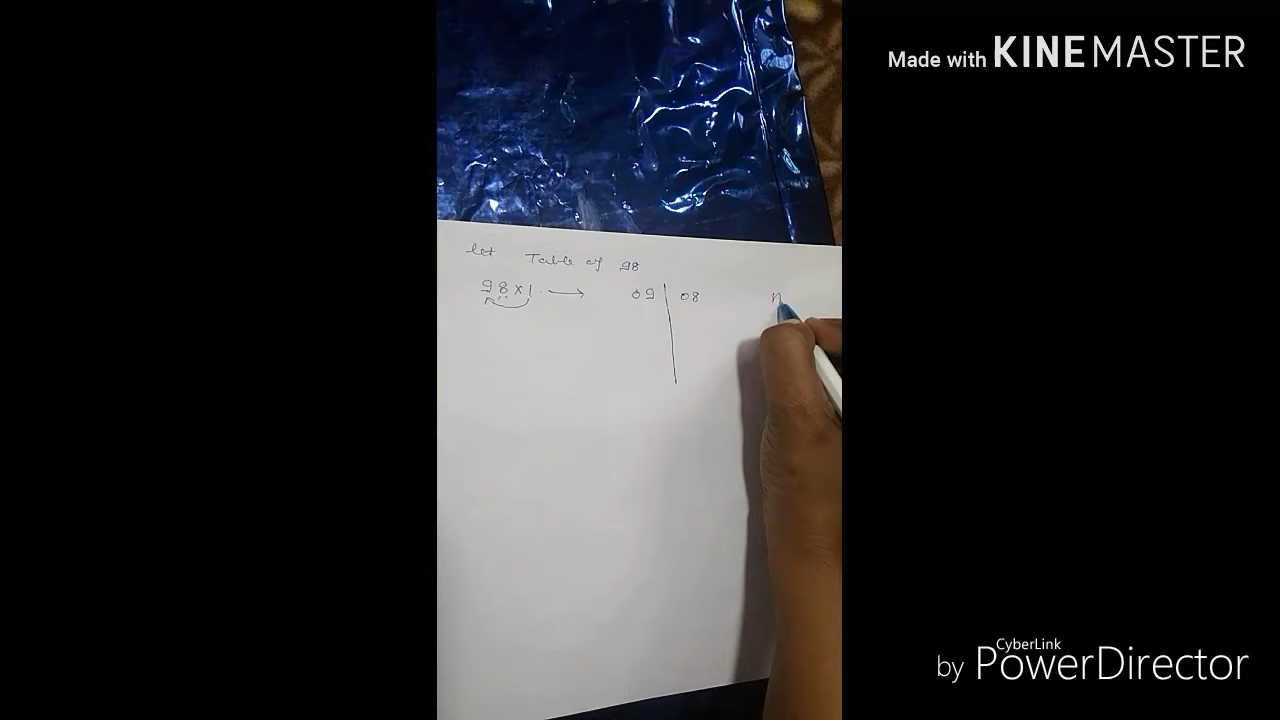 Made with KINEMASTER
let Table of 98
98×1 → 09 | 08 n
CyberLink
by PowerDirector